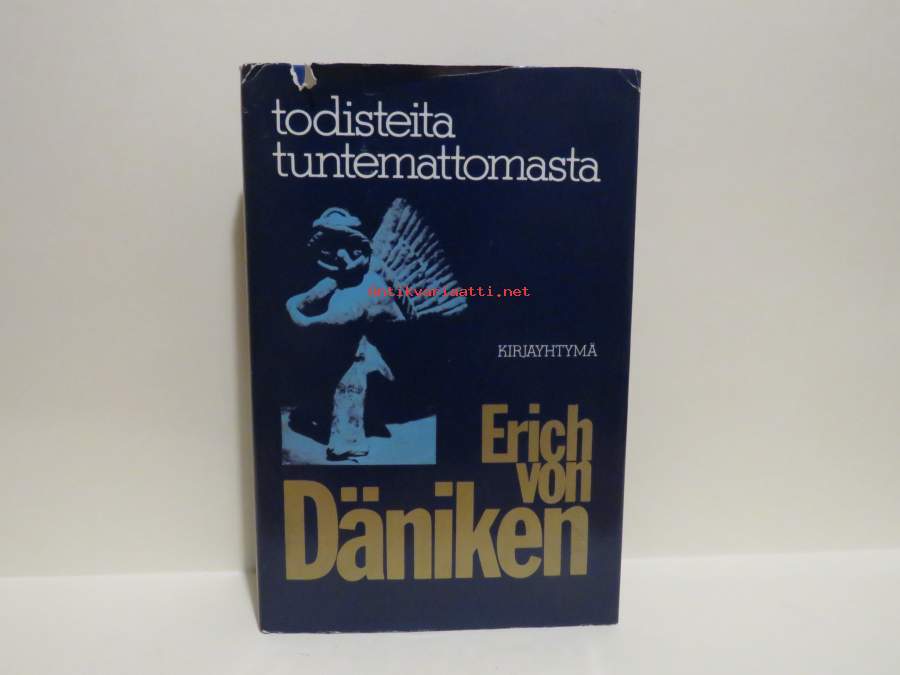 todisteita
tuntemattomasta
antikvariaatti.net
KIRJAYHTYMÄ
Erich
von
Däniken